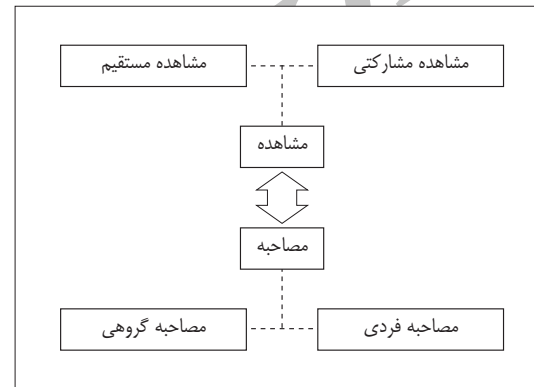 مشاهده مشارکتی
مشاهده مستقیم
مشاهده
مصاحبه
مصاحبه فردی
مصاحبه گروهی